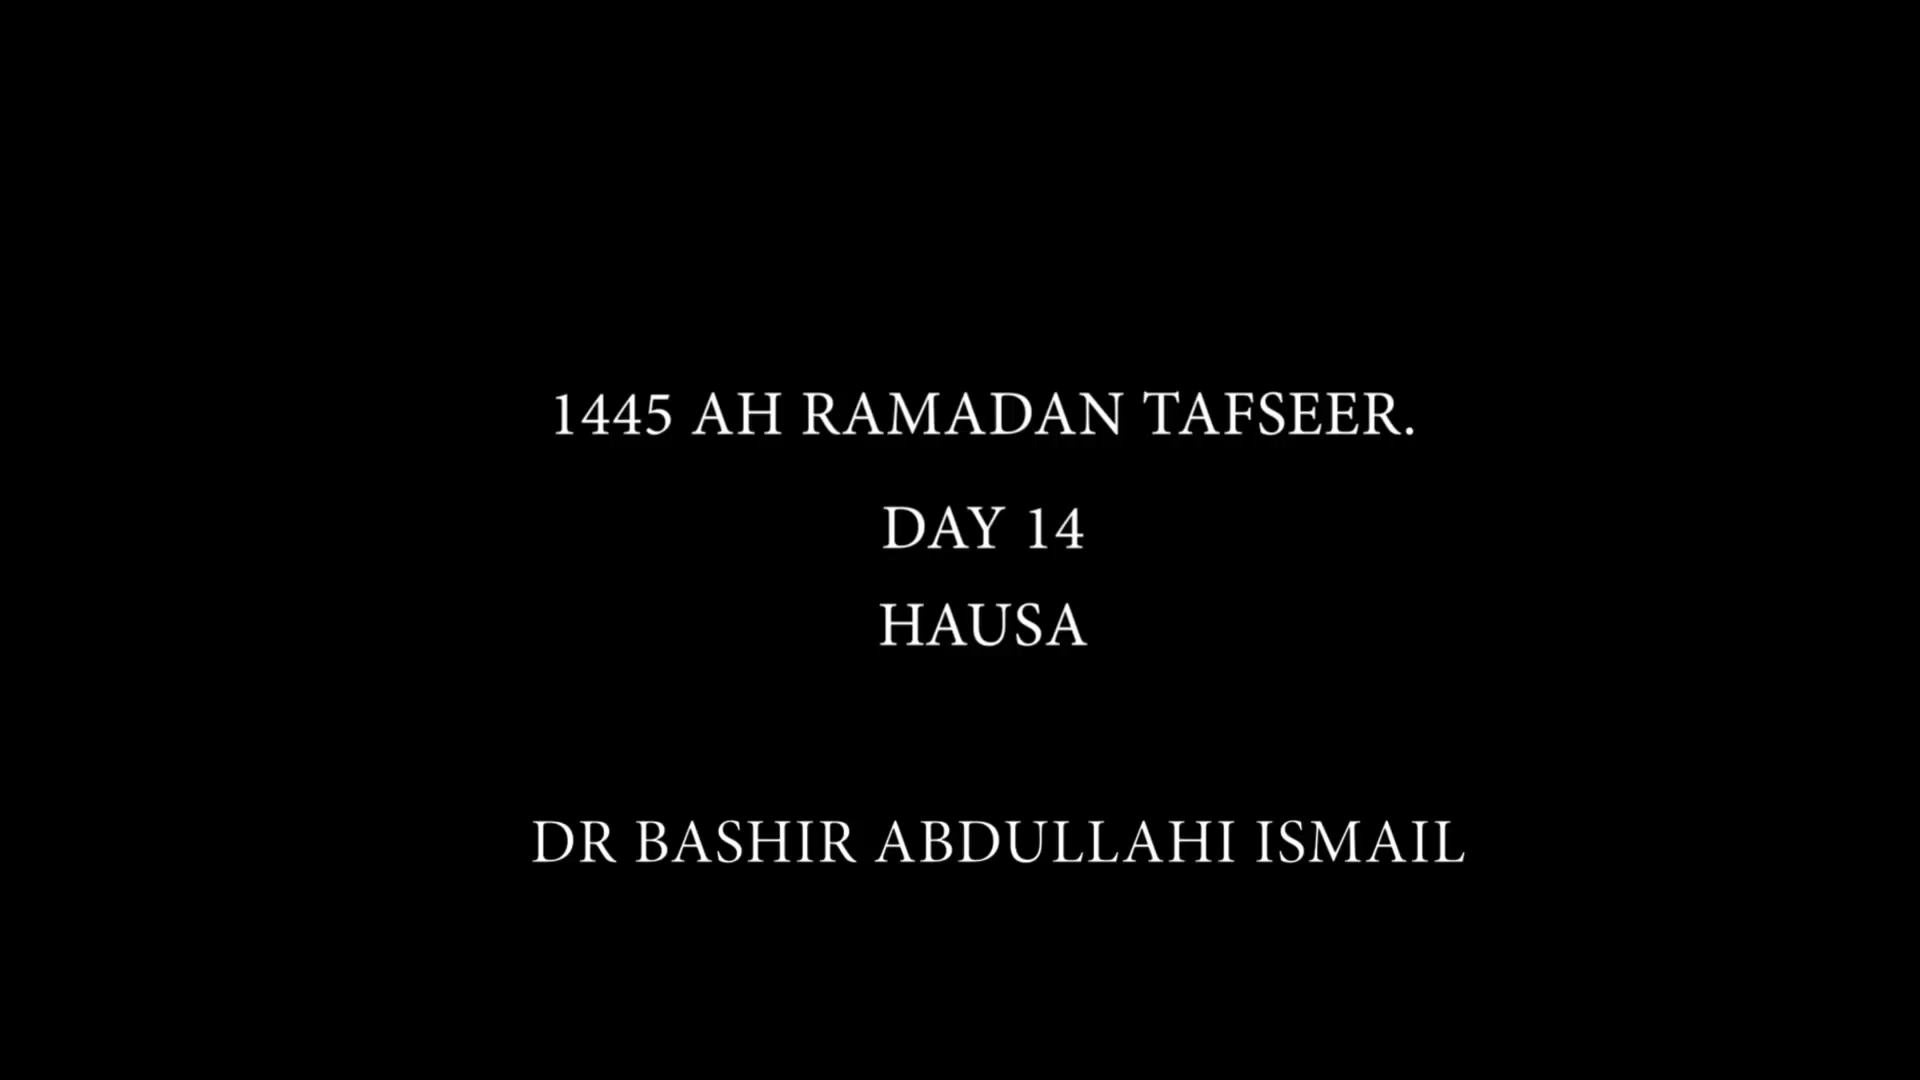 1445 AH RAMADAN TAFSEER.
DAY 14
HAUSA
DR BASHIR ABDULLAHI ISMAIL